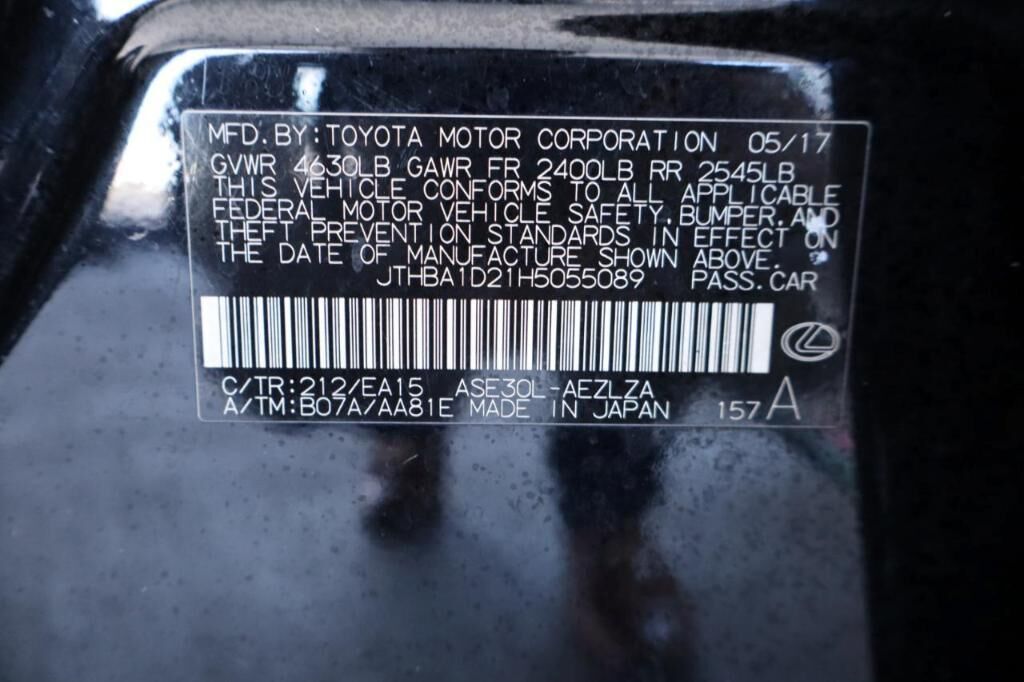 MFD.BY:TOYOTA MOTOR CORPORATION 05/17
GVWR 4630LB GAWR FR 2400LB RR 2545LB
THIS VEHICLE CONFORMS TO ALL APPLICABLE
FEDERAL MOTOR VEHICLE SAFETY,BUMPER,AND
THEFT PREVENTION STANDARDS IN EFFECT ON
THE DATE OF MANUFACTURE SHOWN ABOVE.
JTHBA1D21H5055089 PASS.CAR
C/TR:212/EA15 ASE30L-AEZLZA
A/TM:B07A/AA81E MADE IN JAPAN 157A